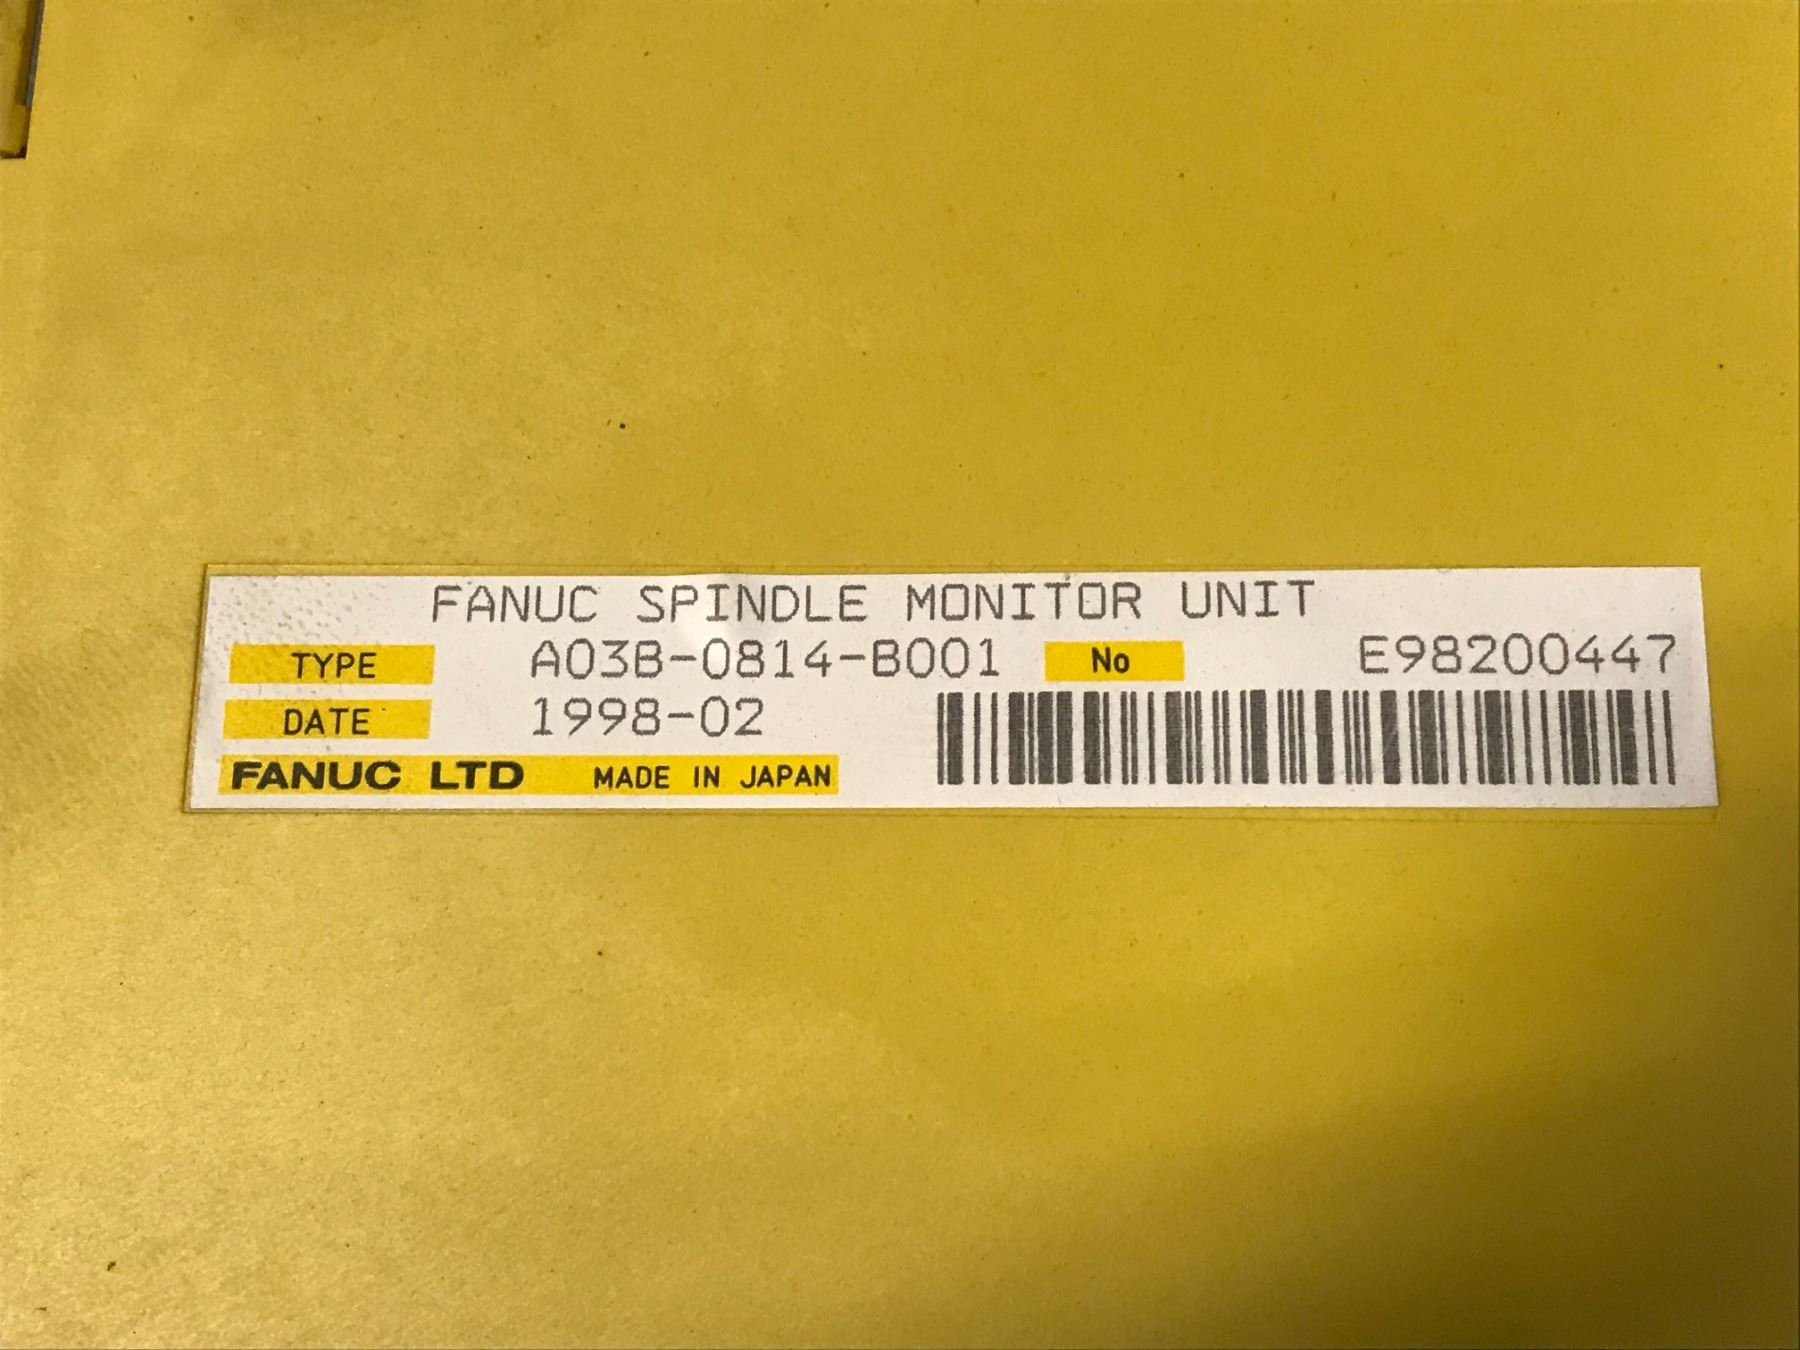 FANUC SPINDLE MONITOR UNIT
TYPE A03B-0814-B001 No E98200447
DATE 1998-02
FANUC LTD MADE IN JAPAN